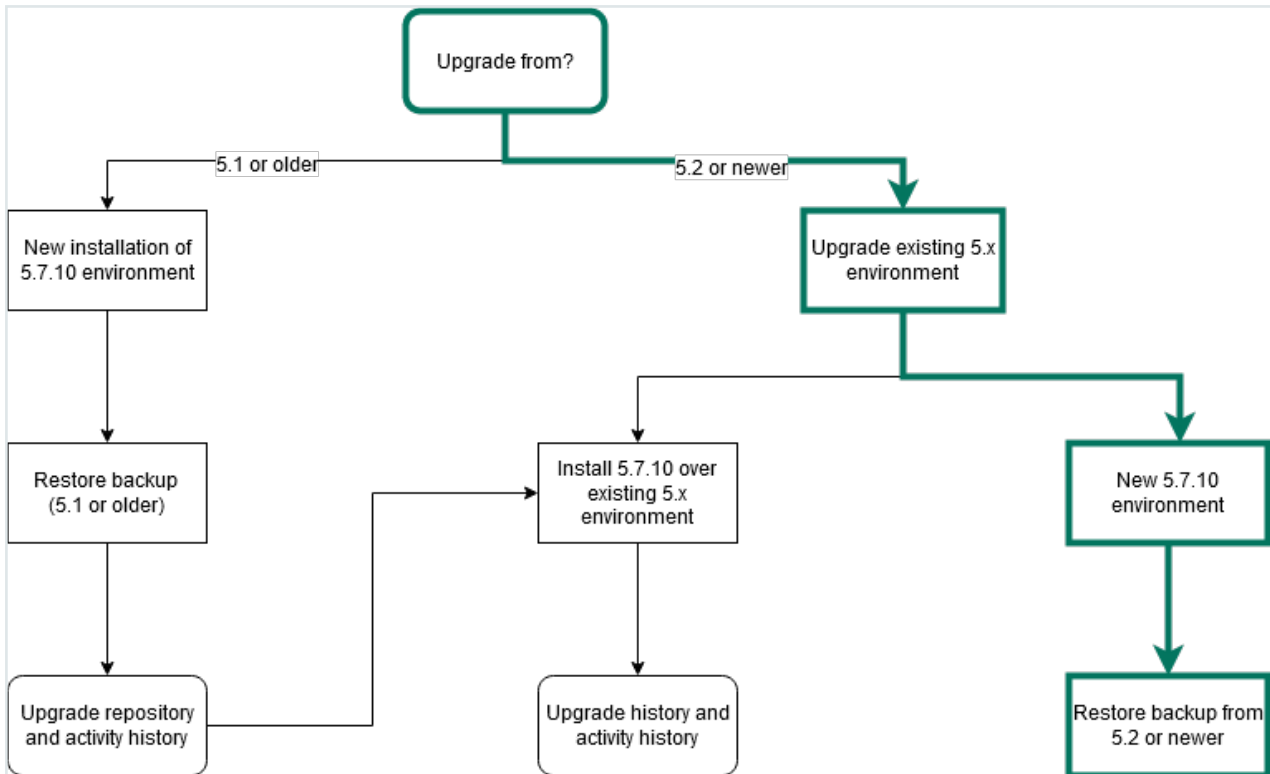 Upgrade from?
5.1 or older
5.2 or newer
New installation of
5.7.10 environment
Upgrade existing 5.x
environment
Restore backup
(5.1 or older)
Install 5.7.10 over
existing 5.x
environment
New 5.7.10
environment
Upgrade repository
and activity history
Upgrade history and
activity history
Restore backup from
5.2 or newer